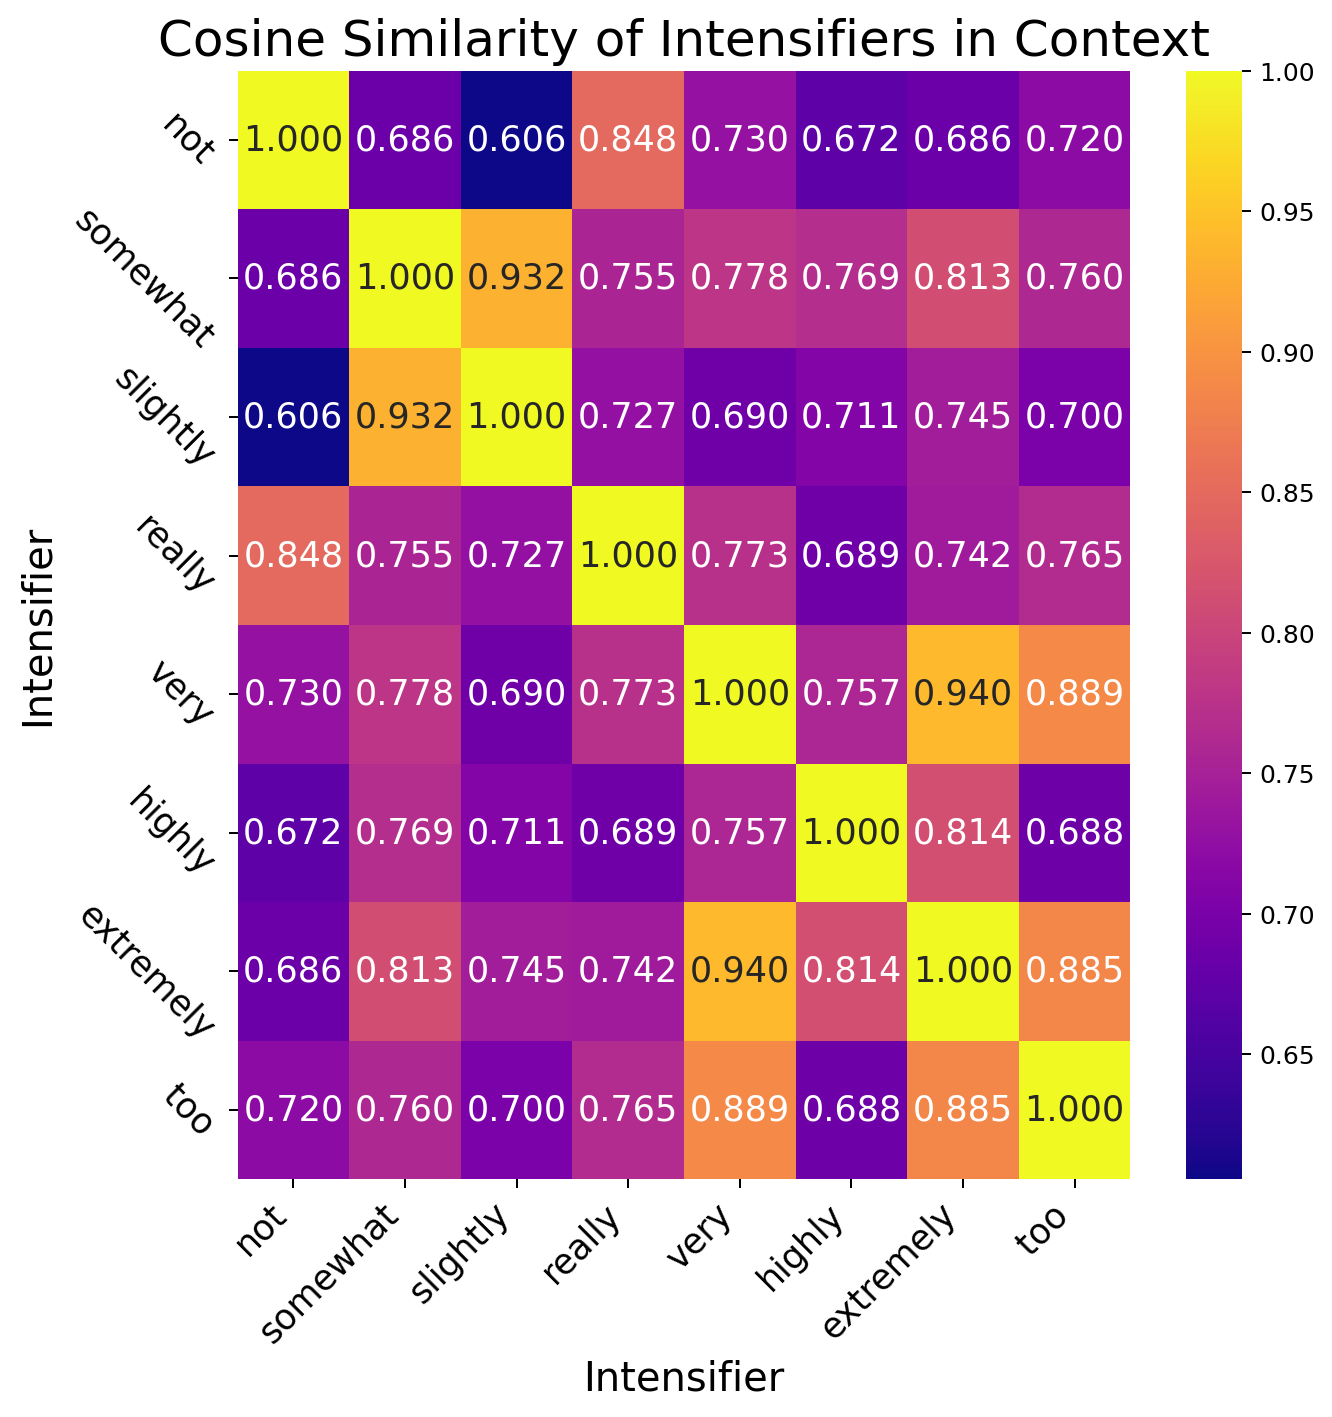 Cosine Similarity of Intensifiers in Context
not 1.000 0.686 0.606 0.848 0.730 0.672 0.686 0.720
somewhat 0.686 1.000 0.932 0.755 0.778 0.769 0.813 0.760
slightly 0.606 0.932 1.000 0.727 0.690 0.711 0.745 0.700
really 0.848 0.755 0.727 1.000 0.773 0.689 0.742 0.765
very 0.730 0.778 0.690 0.773 1.000 0.757 0.940 0.889
highly 0.672 0.769 0.711 0.689 0.757 1.000 0.814 0.688
extremely 0.686 0.813 0.745 0.742 0.940 0.814 1.000 0.885
too 0.720 0.760 0.700 0.765 0.889 0.688 0.885 1.000
Intensifier
not somewhat slightly really very highly extremely too
Intensifier
1.00
0.95
0.90
0.85
0.80
0.75
0.70
0.65